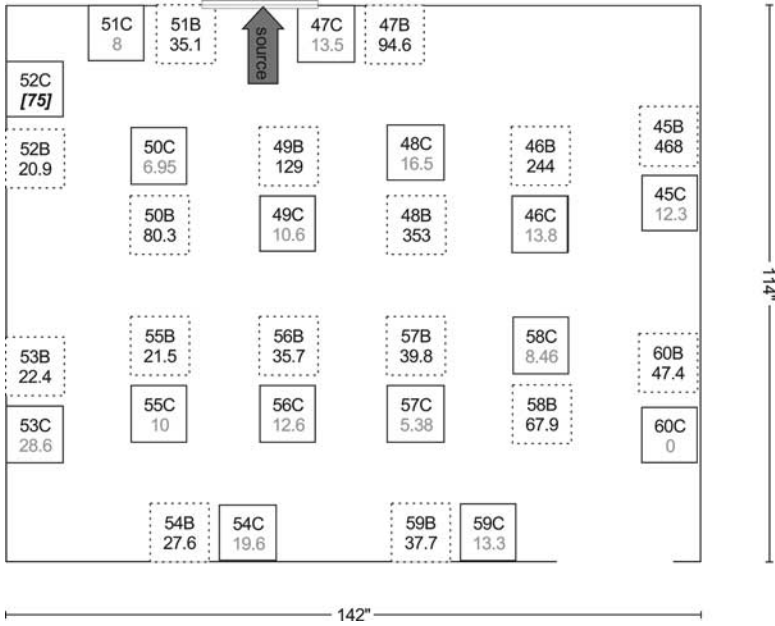 51C
8
51B
35.1
source
47C
13.5
47B
94.6
52C
[75]
52B
20.9
50C
6.95
49B
129
48C
16.5
46B
244
45B
468
50B
80.3
49C
10.6
48B
353
46C
13.8
45C
12.3
114"
53B
22.4
55B
21.5
56B
35.7
57B
39.8
58C
8.46
60B
47.4
53C
28.6
55C
10
56C
12.6
57C
5.38
58B
67.9
60C
0
54B
27.6
54C
19.6
59B
37.7
59C
13.3
142"